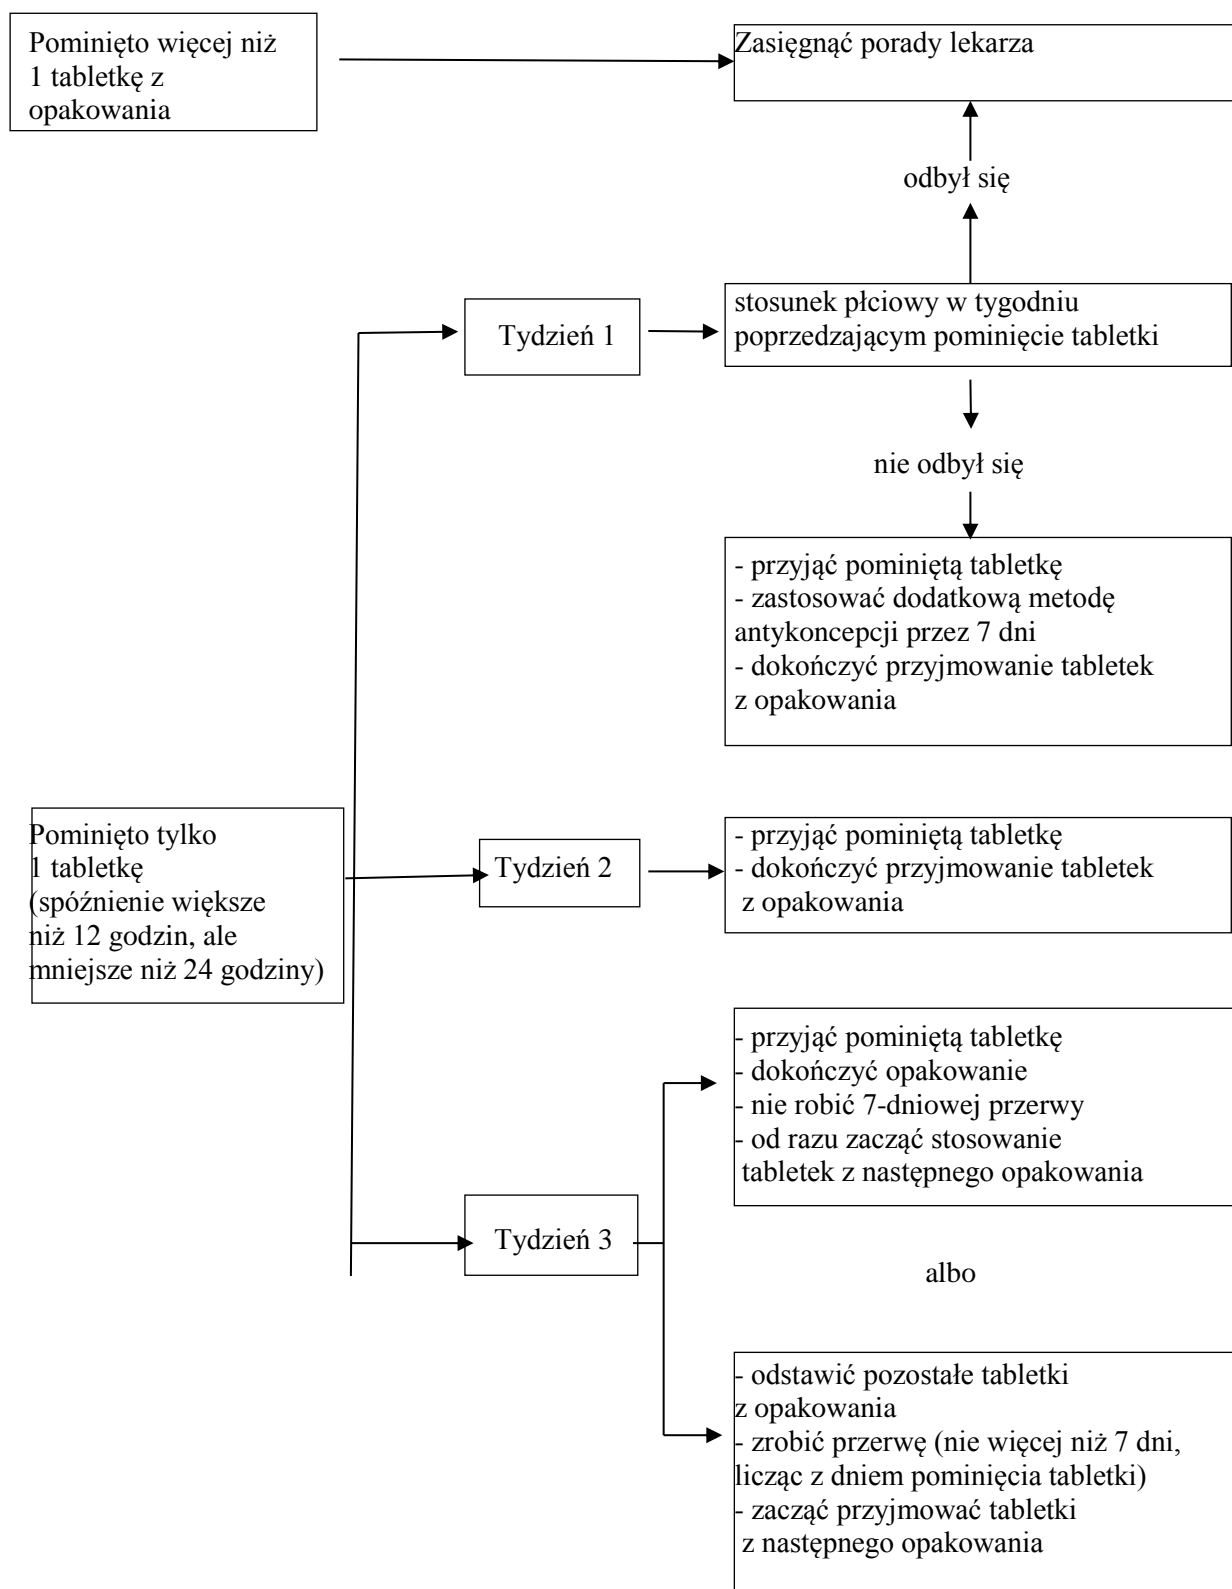 Pominięto więcej niż
1 tabletkę z
opakowania
Zasięgnąć porady lekarza
odbył się
Tydzień 1
stosunek płciowy w tygodniu
poprzedzającym pominięcie tabletki
nie odbył się
- przyjąć pominiętą tabletkę
- zastosować dodatkową metodę
antykoncepcji przez 7 dni
- dokończyć przyjmowanie tabletek
z opakowania
Pominięto tylko
1 tabletkę
(spóźnienie większe
niż 12 godzin, ale
mniejsze niż 24 godziny)
Tydzień 2
- przyjąć pominiętą tabletkę
- dokończyć przyjmowanie tabletek
z opakowania
Tydzień 3
- przyjąć pominiętą tabletkę
- dokończyć opakowanie
- nie robić 7-dniowej przerwy
- od razu zacząć stosowanie
tabletek z następnego opakowania
albo
- odstawić pozostałe tabletki
z opakowania
- zrobić przerwę (nie więcej niż 7 dni,
licząc z dniem pominięcia tabletki)
- zacząć przyjmować tabletki
z następnego opakowania